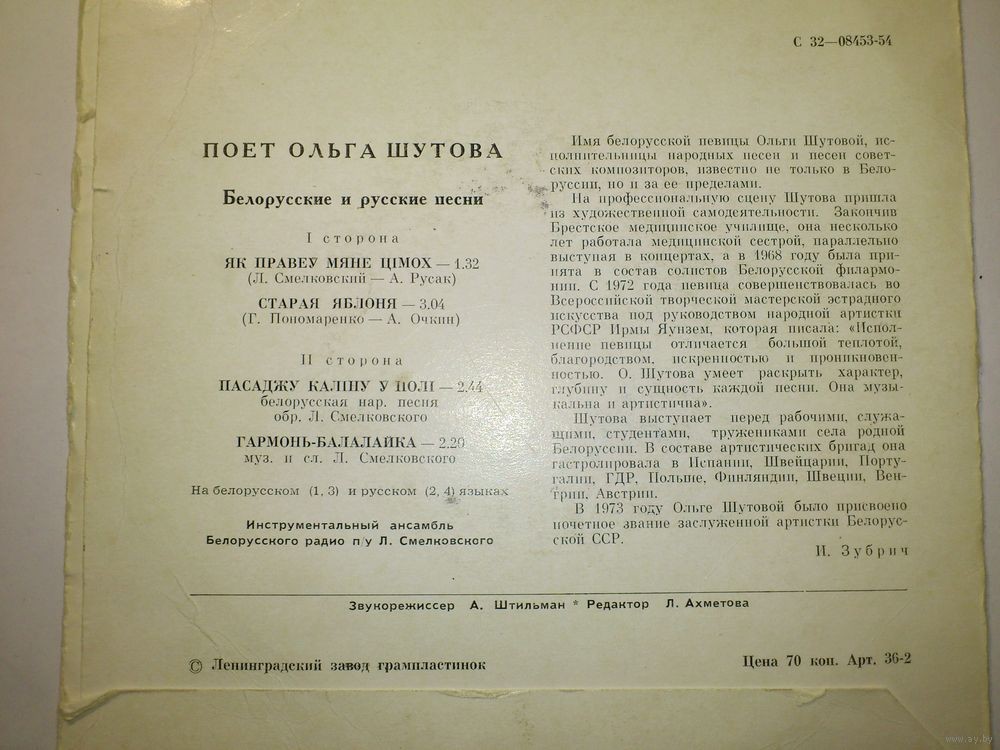 С 32—08453-54
ПОЕТ ОЛЬГА ШУТОВА
Белорусские и русские песни
I сторона
ЯК ПРАВЕУ МЯНЕ ЦІМОХ — 1.32
(Л. Смелковский — А. Русак)
СТАРАЯ ЯБЛОНЯ — 3.04
(Г. Пономаренко — А. Очкин)
II сторона
ПАСАДЖУ КАЛІНУ У ПОЛІ — 2.44
белорусская нар. песня
обр. Л. Смелковского
ГАРМОНЬ-БАЛАЛАЙКА — 2.20
муз. и сл. Л. Смелковского
На белорусском (1, 3) и русском (2, 4) языках
Инструментальный ансамбль
Белорусского радио п/у Л. Смелковского
Имя белорусской певицы Ольги Шутовой, ис-
полнительницы народных песен и песен совет-
ских композиторов, известно не только в Бело-
руссии, но и за ее пределами.
На профессиональную сцену Шутова пришла
из художественной самодеятельности. Закончив
Брестское медицинское училище, она несколько
лет работала медицинской сестрой, параллельно
выступая в концертах, а в 1968 году была при-
нята в состав солистов Белорусской филармо-
нии. С 1972 года певица совершенствовалась во
Всероссийской творческой мастерской эстрадного
искусства под руководством народной артистки
РСФСР Ирмы Яунзем, которая писала: «Испол-
нение певицы отличается большой теплотой,
благородством, искренностью и проникновен-
ностью. О. Шутова умеет раскрыть характер,
глубину и сущность каждой песни. Она музы-
кальна и артистична».
Шутова выступает перед рабочими, служа-
щими, студентами, тружениками села родной
Белоруссии. В составе артистических бригад она
гастролировала в Испании, Швейцарии, Порту-
галии, ГДР, Польше, Финляндии, Швеции, Вен-
грии, Австрии.
В 1973 году Ольге Шутовой было присвоено
почетное звание заслуженной артистки Белорус-
ской ССР.
И. Зубрич
Звукорежиссер А. Штильман * Редактор Л. Ахметова
© Ленинградский завод грампластинок
Цена 70 коп. Арт. 36-2
www.ay.by